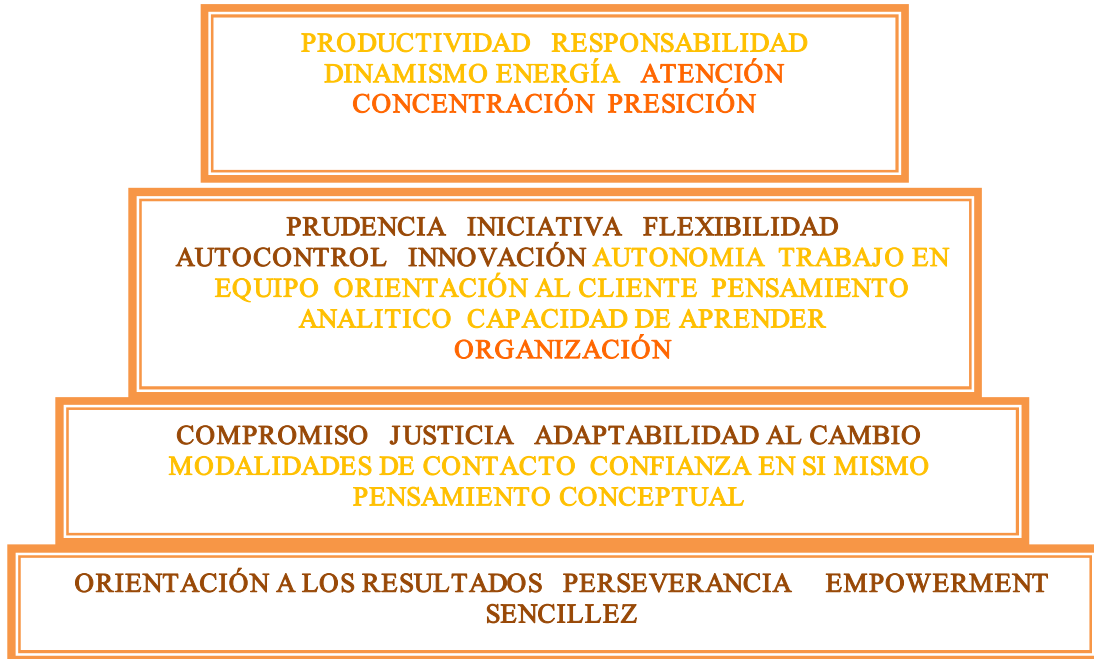 PRODUCTIVIDAD RESPONSABILIDAD
DINAMISMO ENERGÍA ATENCIÓN
CONCENTRACIÓN PRESICIÓN
PRUDENCIA INICIATIVA FLEXIBILIDAD
AUTOCONTROL INNOVACIÓN AUTONOMIA TRABAJO EN
EQUIPO ORIENTACIÓN AL CLIENTE PENSAMIENTO
ANALITICO CAPACIDAD DE APRENDER
ORGANIZACIÓN
COMPROMISO JUSTICIA ADAPTABILIDAD AL CAMBIO
MODALIDADES DE CONTACTO CONFIANZA EN SI MISMO
PENSAMIENTO CONCEPTUAL
ORIENTACIÓN A LOS RESULTADOS PERSEVERANCIA EMPOWERMENT
SENCILLEZ